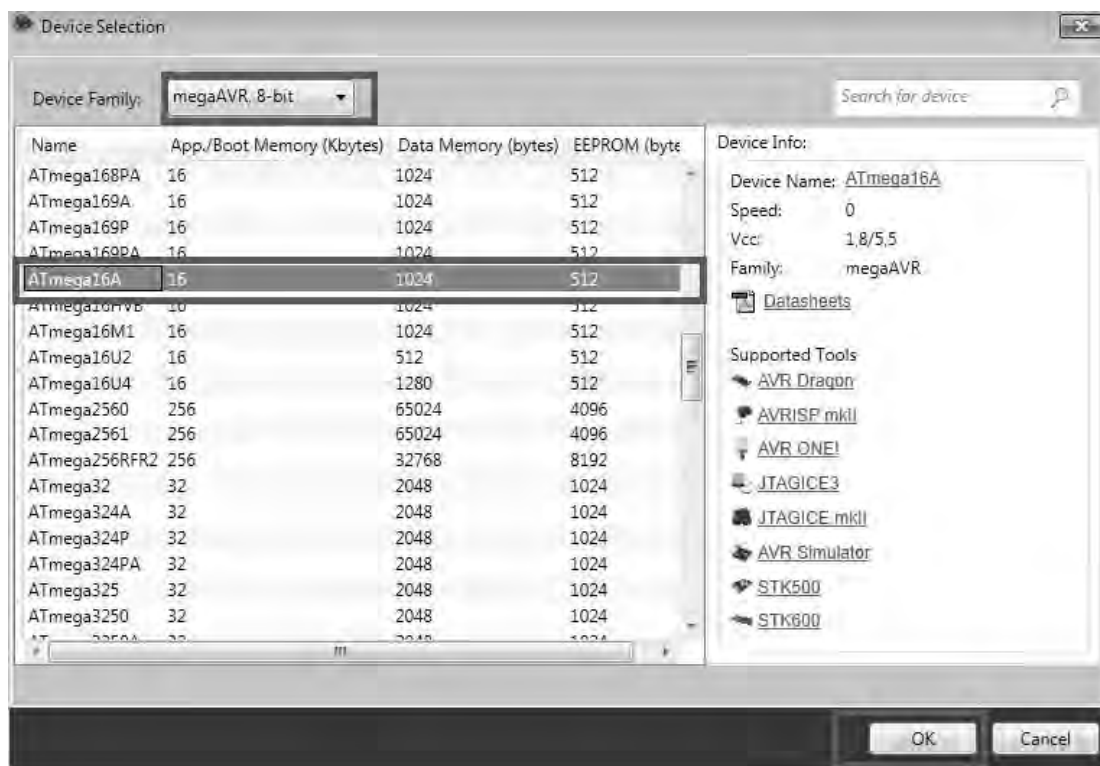 Device Selection
Device Family: megaAVR, 8-bit
Search for device
Name App./Boot Memory (Kbytes) Data Memory (bytes) EEPROM (byte
ATmega168PA 16 1024 512
ATmega169A 16 1024 512
ATmega169P 16 1024 512
ATmega169PA 16 1024 512
ATmega16A 16 1024 512
ATmega16HVB 16 1024 512
ATmega16M1 16 1024 512
ATmega16U2 16 512 512
ATmega16U4 16 1280 512
ATmega2560 256 65024 4096
ATmega2561 256 65024 4096
ATmega256RFR2 256 32768 8192
ATmega32 32 2048 1024
ATmega324A 32 2048 1024
ATmega324P 32 2048 1024
ATmega324PA 32 2048 1024
ATmega325 32 2048 1024
ATmega3250 32 2048 1024
Device Info:
Device Name: ATmega16A
Speed: 0
Vcc: 1,8/5,5
Family: megaAVR
Datasheets
Supported Tools
AVR Dragon
AVRISP mkII
AVR ONE!
JTAGICE3
JTAGICE mkII
AVR Simulator
STK500
STK600
OK Cancel